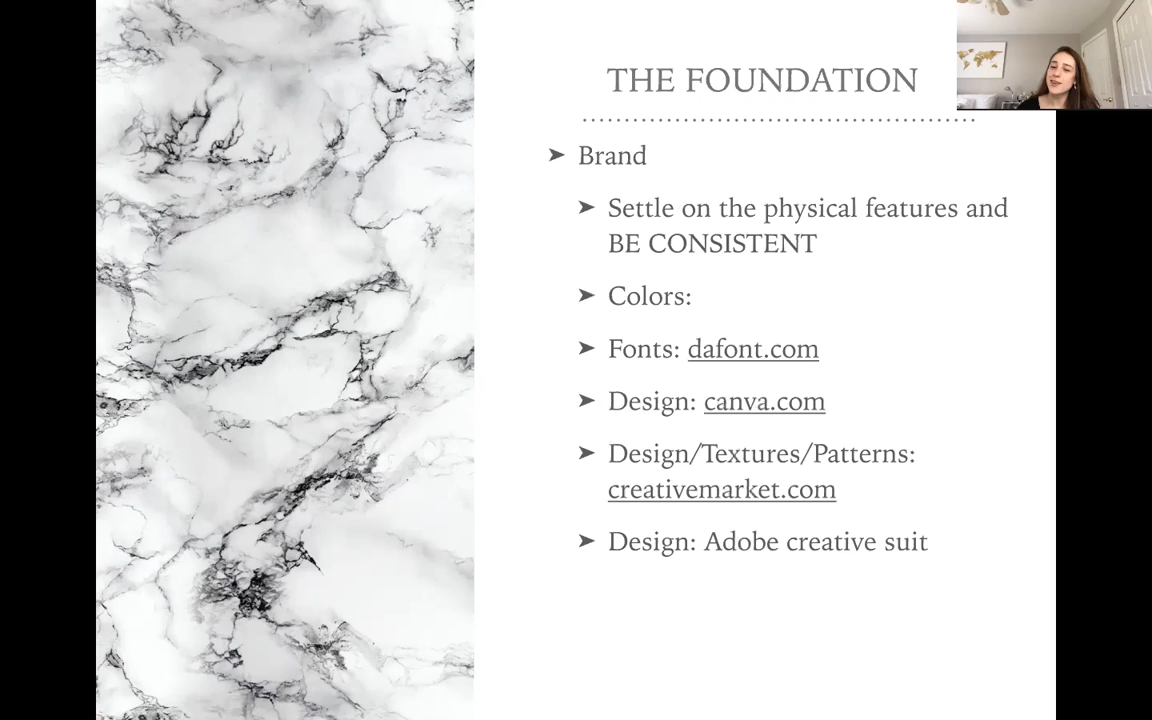 THE FOUNDATION
➤ Brand
➤ Settle on the physical features and
BE CONSISTENT
➤ Colors:
➤ Fonts: dafont.com
➤ Design: canva.com
➤ Design/Textures/Patterns:
creativemarket.com
➤ Design: Adobe creative suit